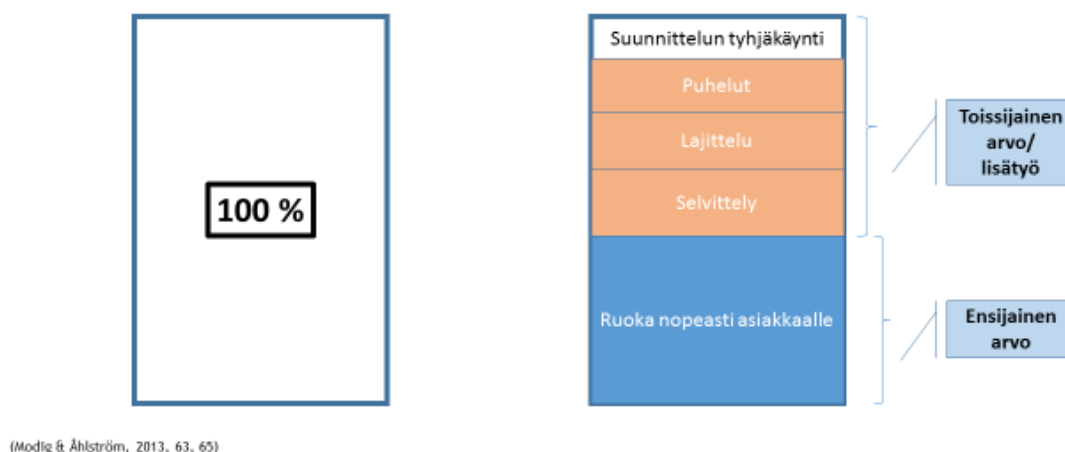 100 %
Suunnittelun tyhjäkäynti
Puhelut
Lajittelu
Selvittely
Ruoka nopeasti asiakkaalle
Toissijainen
arvo/
lisätyö
Ensijainen
arvo
(Modig & Åhlström, 2013, 63, 65)